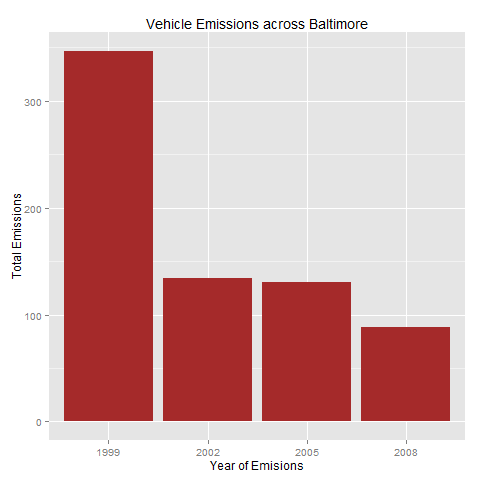 Vehicle Emissions across Baltimore
Total Emissions
300
200
100
0
1999 2002 2005 2008
Year of Emisions